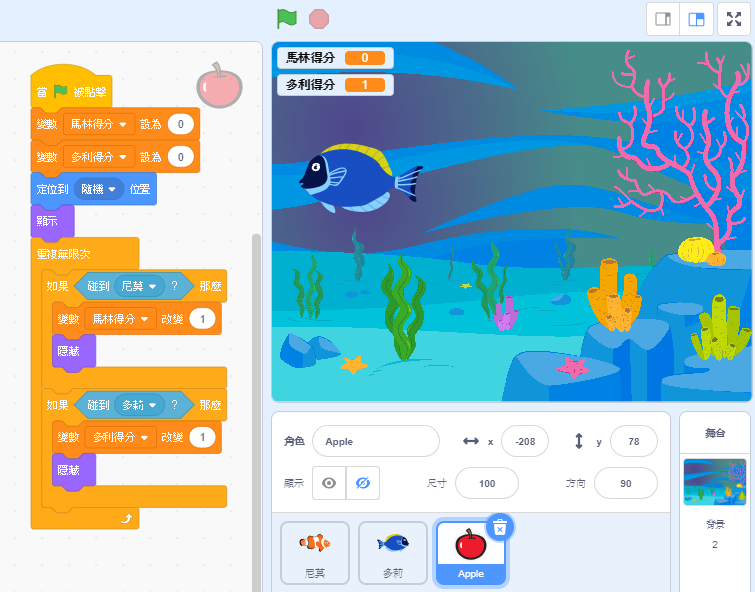 當 被點擊
變數 馬林得分 設為 0
變數 多利得分 設為 0
定位到 隨機 位置
顯示
重複無限次
如果 碰到 尼莫 ? 那麼
變數 馬林得分 改變 1
隱藏
如果 碰到 多莉 ? 那麼
變數 多利得分 改變 1
隱藏
馬林得分 0
多利得分 1
角色 Apple x -208 y 78
顯示 尺寸 100 方向 90
尼莫 多莉 Apple
舞台
背景
2